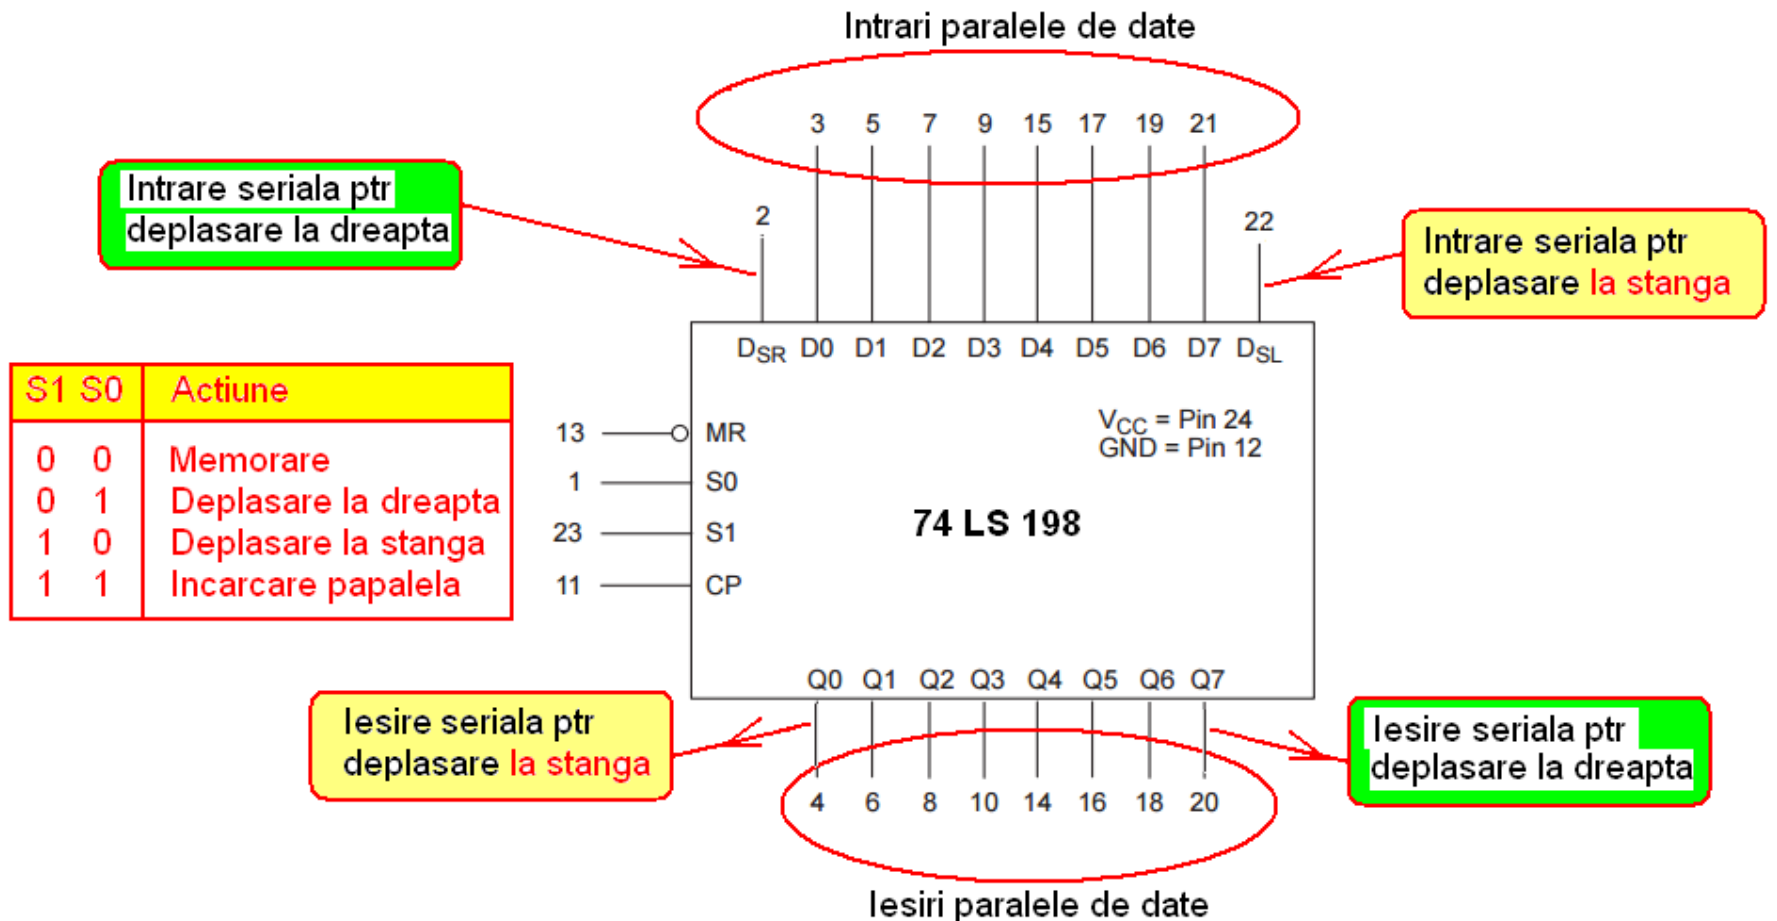 Intrari paralele de date
3 5 7 9 15 17 19 21
Intrare seriala ptr
deplasare la dreapta
2
22
Intrare seriala ptr
deplasare la stanga
DSR D0 D1 D2 D3 D4 D5 D6 D7 DSL
S1 S0 Actiune
0 0 Memorare
0 1 Deplasare la dreapta
1 0 Deplasare la stanga
1 1 Incarcare papalela
13 MR
1 S0
23 S1
11 CP
VCC = Pin 24
GND = Pin 12
74 LS 198
Q0 Q1 Q2 Q3 Q4 Q5 Q6 Q7
Iesire seriala ptr
deplasare la stanga
Iesire seriala ptr
deplasare la dreapta
4 6 8 10 14 16 18 20
Iesiri paralele de date